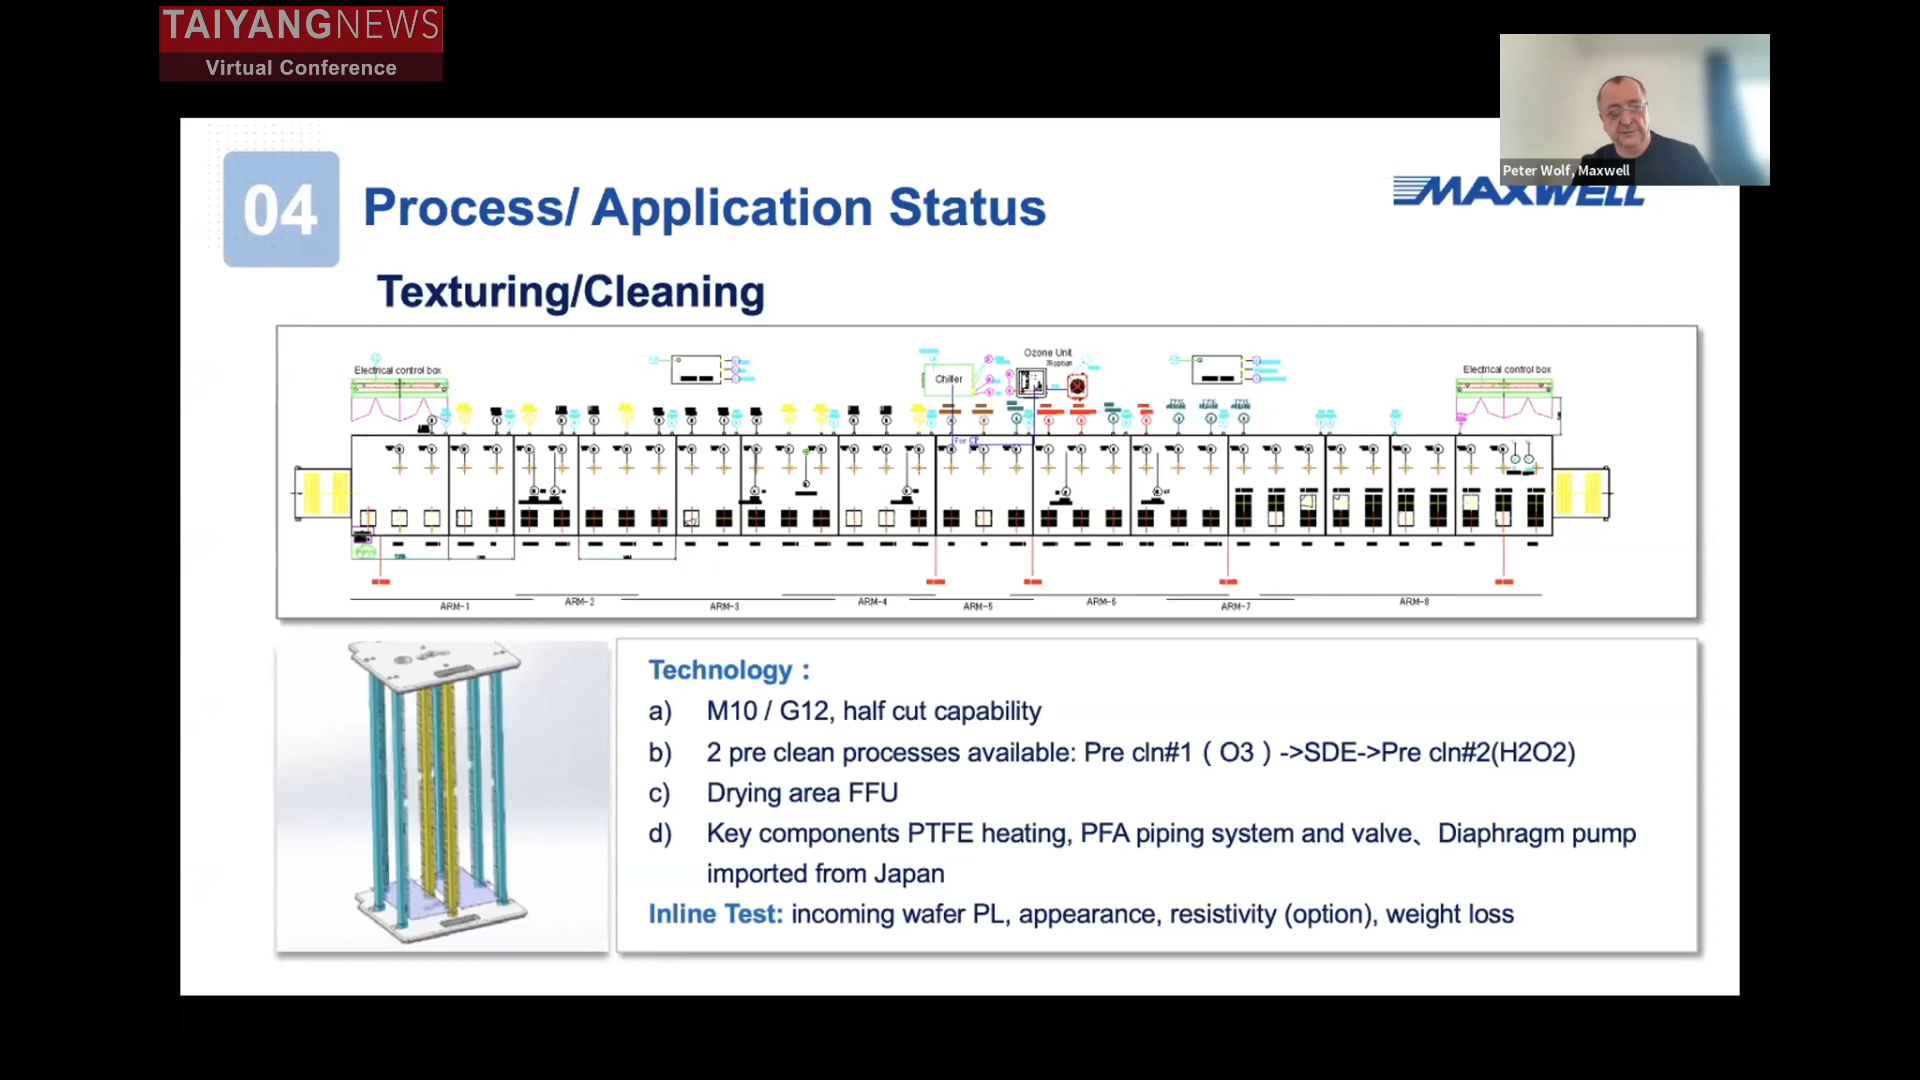 TAIYANGNEWS
Virtual Conference
Peter Wolf, Maxwell
MAXWELL
04
Process/ Application Status
Texturing/Cleaning
Electrical control box
Chiller
Ozone Unit
Electrical control box
For CP
ARM-1
ARM-2
ARM-3
ARM-4
ARM-5
ARM-6
ARM-7
ARM-8
Technology :
a) M10 / G12, half cut capability
b) 2 pre clean processes available: Pre cln#1 ( O3 ) ->SDE->Pre cln#2(H2O2)
c) Drying area FFU
d) Key components PTFE heating, PFA piping system and valve、Diaphragm pump
imported from Japan
Inline Test: incoming wafer PL, appearance, resistivity (option), weight loss